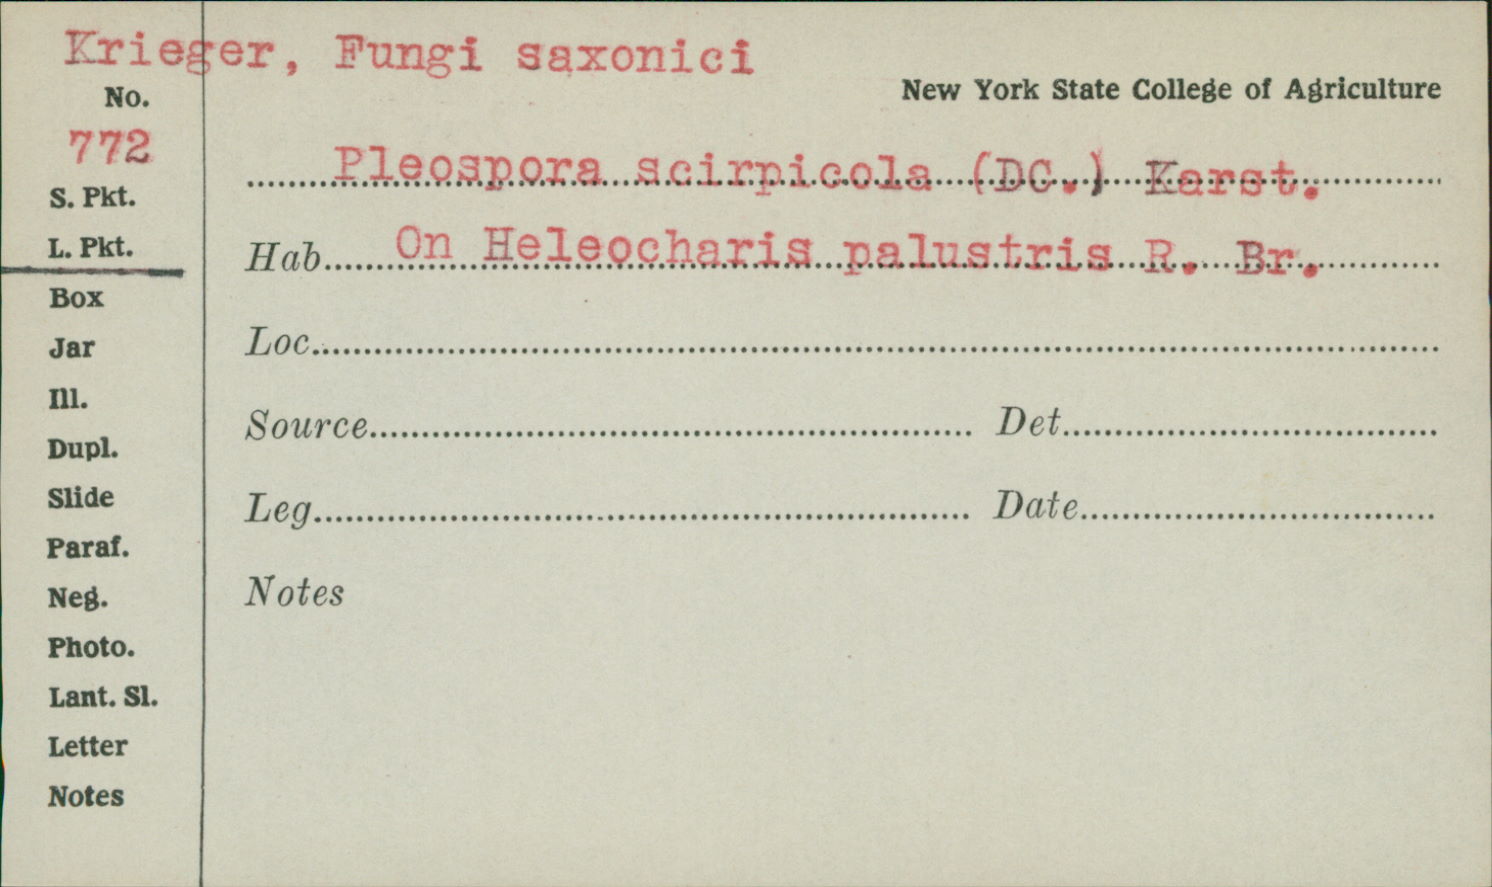 Krieger, Fungi saxonici
New York State College of Agriculture
No.
772
Pleospora scirpicola (DC.) Karst.
S. Pkt.
L. Pkt.
Hab. On Heleocharis palustris R. Br.
Box
Jar
Loc.
Ill.
Source Det.
Dupl.
Slide
Leg. Date
Paraf.
Neg.
Notes
Photo.
Lant. Sl.
Letter
Notes